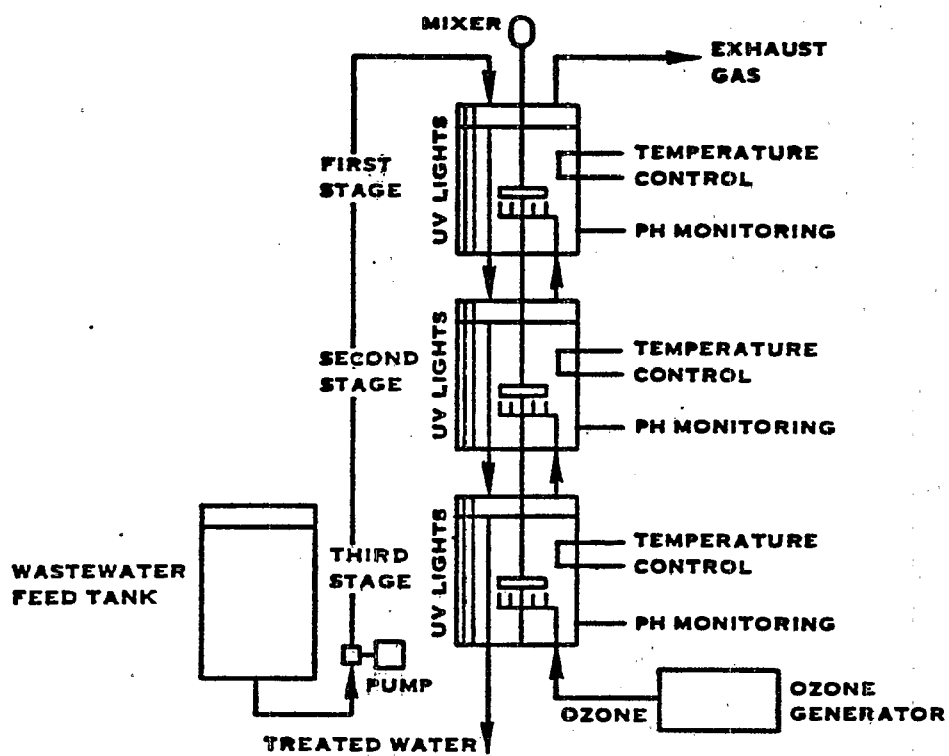 MIXER
EXHAUST
GAS
FIRST
STAGE
UV LIGHTS
TEMPERATURE
CONTROL
PH MONITORING
SECOND
STAGE
UV LIGHTS
TEMPERATURE
CONTROL
PH MONITORING
WASTEWATER
FEED TANK
THIRD
STAGE
UV LIGHTS
TEMPERATURE
CONTROL
PH MONITORING
PUMP
OZONE
OZONE
GENERATOR
TREATED WATER